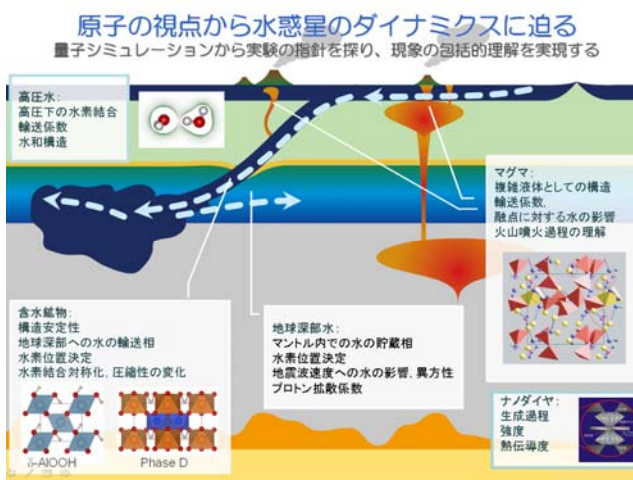 原子の視点から水惑星のダイナミクスに迫る
量子シミュレーションから実験の指針を探り、現象の包括的理解を実現する
高圧水：
高圧下の水素結合
輸送係数
水和構造
マグマ：
複雑液体としての構造
輸送係数,
融点に対する水の影響
火山噴火過程の理解
含水鉱物：
構造安定性
地球深部への水の輸送相
水素位置決定
水素結合対称化, 圧縮性の変化
δ-AlOOH
Phase D
地球深部水：
マントル内での水の貯蔵相
水素位置決定
地震波速度への水の影響, 異方性
プロトン拡散係数
ナノダイヤ：
生成過程
強度
熱伝導度